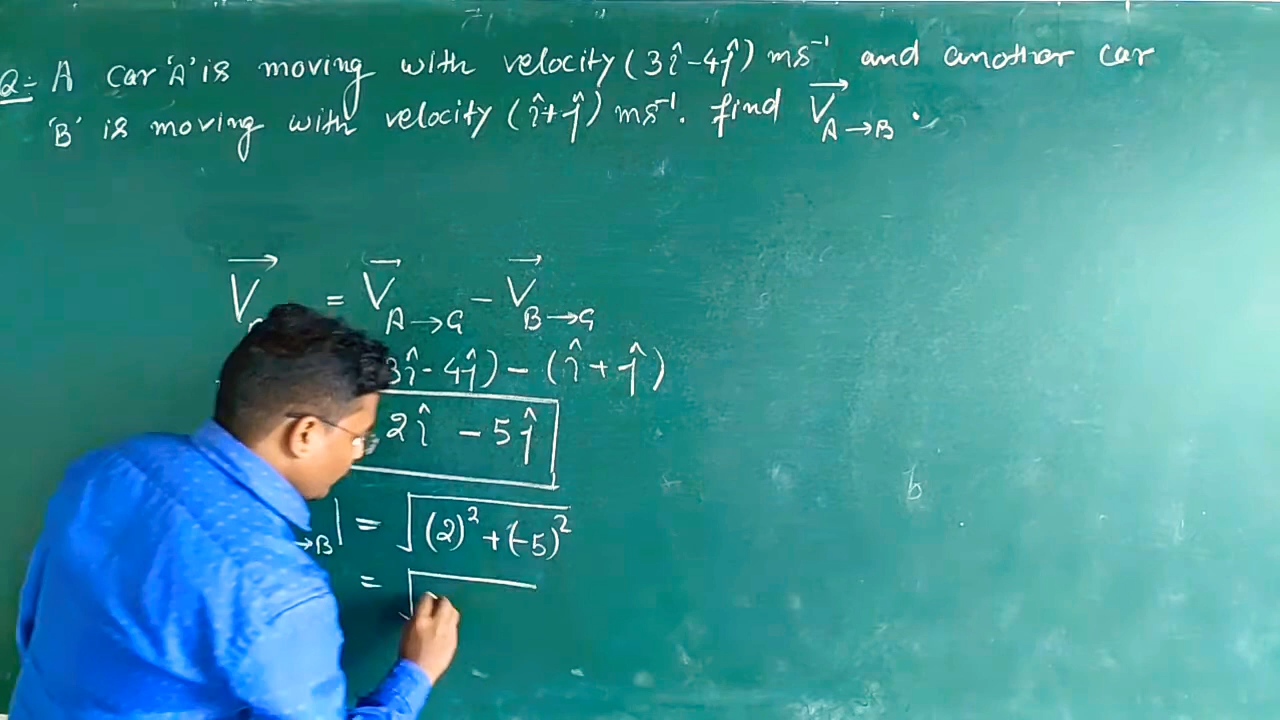 Q:- A car 'A' is moving with velocity (3î-4ĵ) ms⁻¹ and another car
'B' is moving with velocity (î+ĵ) ms⁻¹. find V⃗ A→B .
V⃗ = V⃗ A→G - V⃗ B→G
3î-4ĵ) - (î+ĵ)
2î - 5ĵ
→B | = √(2)²+(-5)²
= √
b